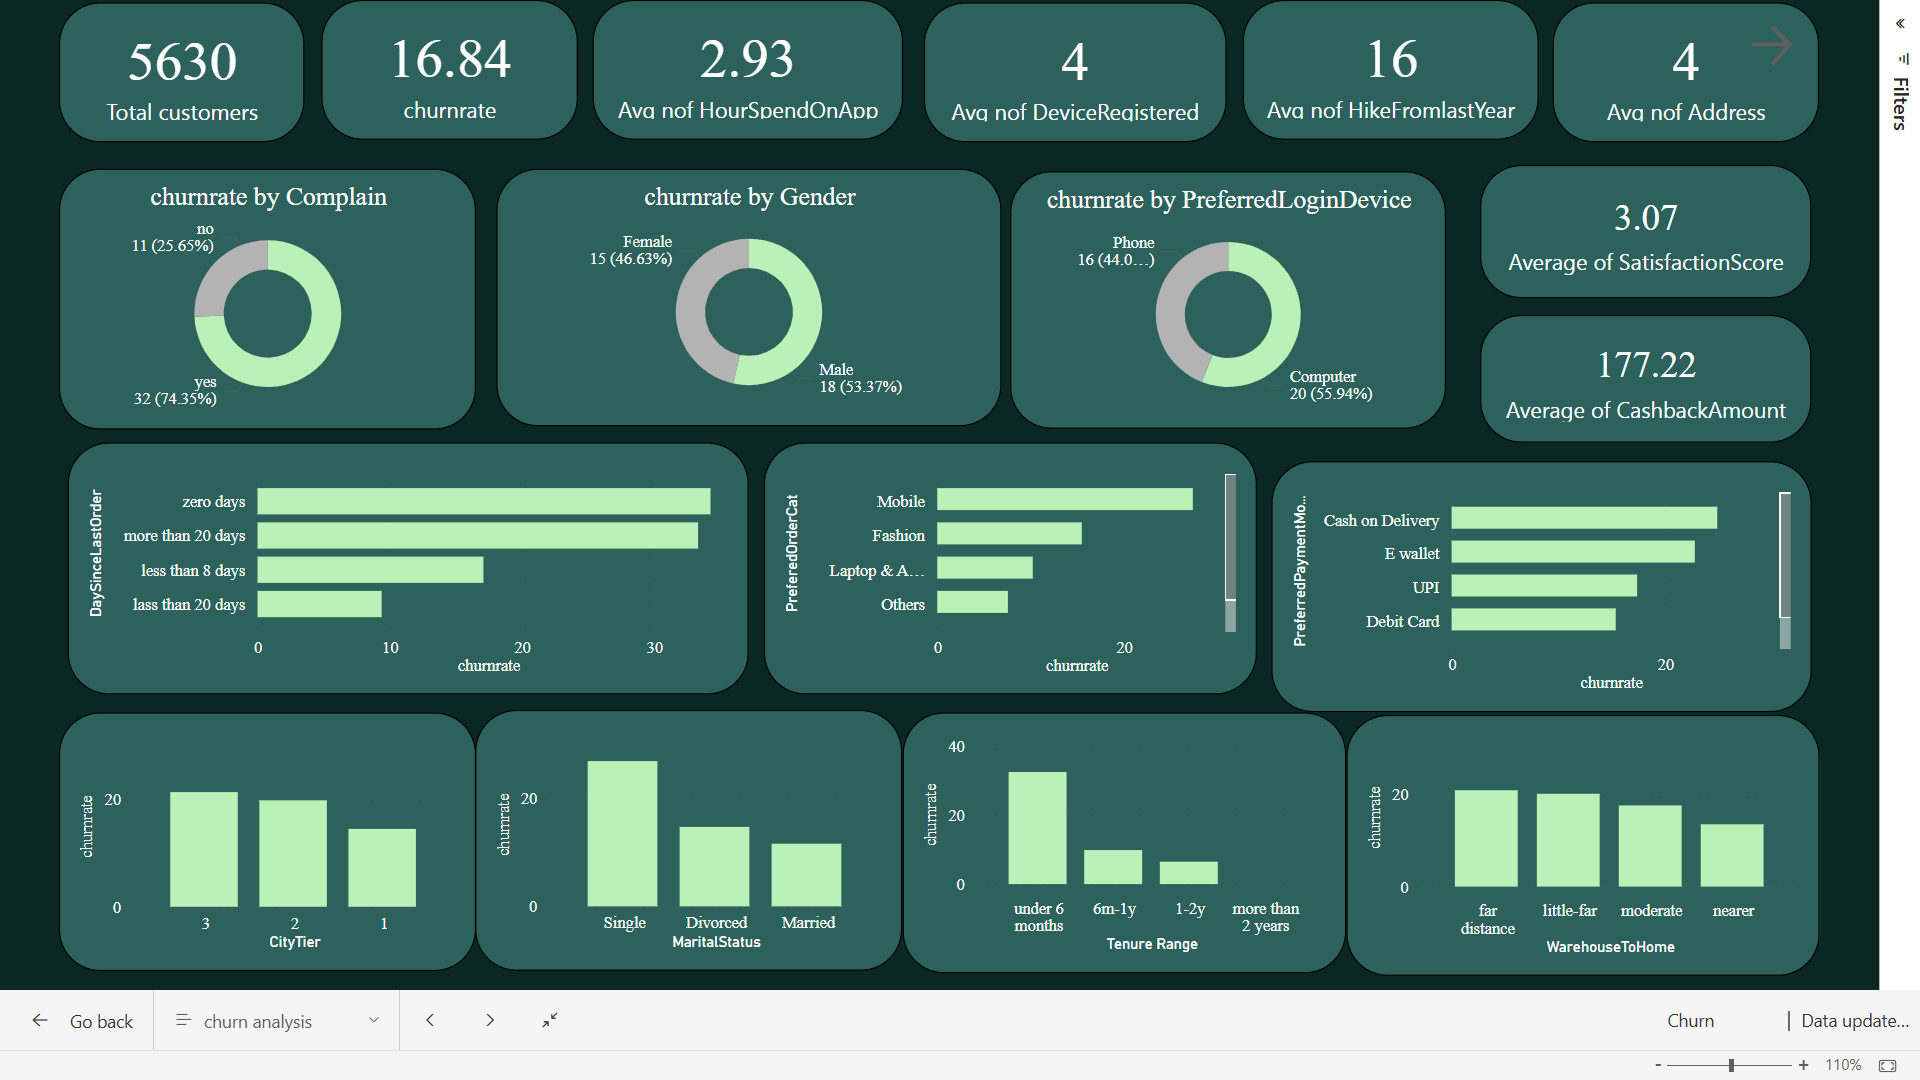 5630
Total customers
16.84
churnrate
2.93
Avg nof HourSpendOnApp
4
Avg nof DeviceRegistered
16
Avg nof HikeFromlastYear
4
Avg nof Address
«
Filters
churnrate by Complain
no
11 (25.65%)
yes
32 (74.35%)
churnrate by Gender
Female
15 (46.63%)
Male
18 (53.37%)
churnrate by PreferredLoginDevice
Phone
16 (44.0...)
Computer
20 (55.94%)
3.07
Average of SatisfactionScore
177.22
Average of CashbackAmount
DaySinceLastOrder
zero days
more than 20 days
less than 8 days
lass than 20 days
0 10 20 30
churnrate
PreferedOrderCat
Mobile
Fashion
Laptop & A...
Others
0 20
churnrate
PreferredPaymentMo...
Cash on Delivery
E wallet
UPI
Debit Card
0 20
churnrate
churnrate
20
0
3 2 1
CityTier
churnrate
20
0
Single Divorced Married
MaritalStatus
churnrate
40
20
0
under 6 months
6m-1y
1-2y
more than 2 years
Tenure Range
churnrate
20
0
far distance
little-far
moderate
nearer
WarehouseToHome
Go back
churn analysis
Churn
| Data update...
- + 110%